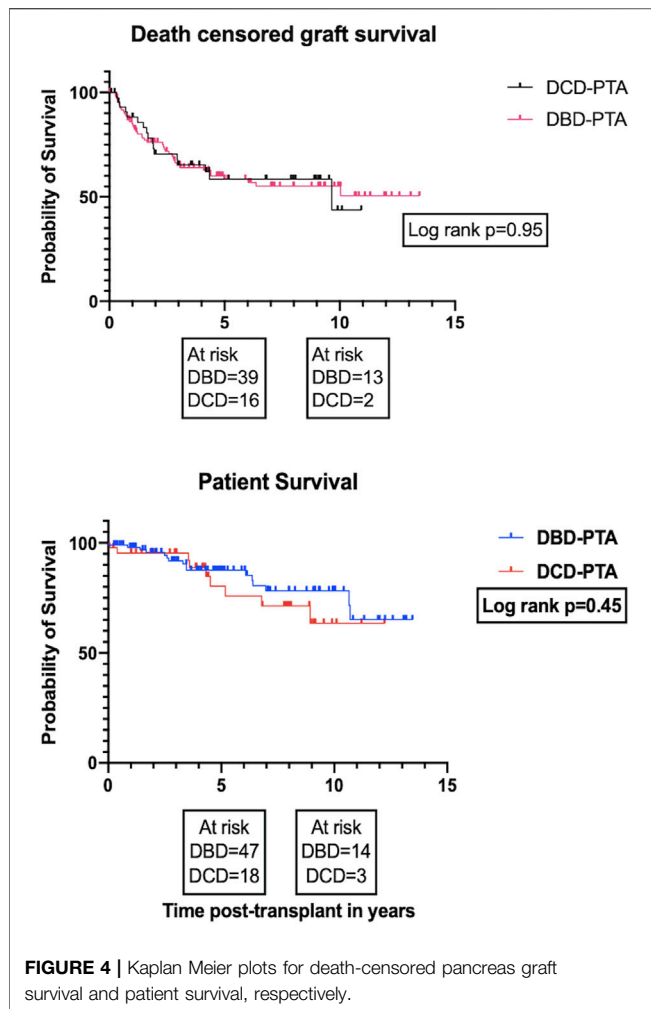 Death censored graft survival
Probability of Survival
100
50
0
0
5
10
15
DCD-PTA
DBD-PTA
Log rank p=0.95
At risk
DBD=39
DCD=16
At risk
DBD=13
DCD=2
Patient Survival
Probability of Survival
100
50
0
0
5
10
15
DBD-PTA
DCD-PTA
Log rank p=0.45
At risk
DBD=47
DCD=18
At risk
DBD=14
DCD=3
Time post-transplant in years
FIGURE 4 | Kaplan Meier plots for death-censored pancreas graft
survival and patient survival, respectively.